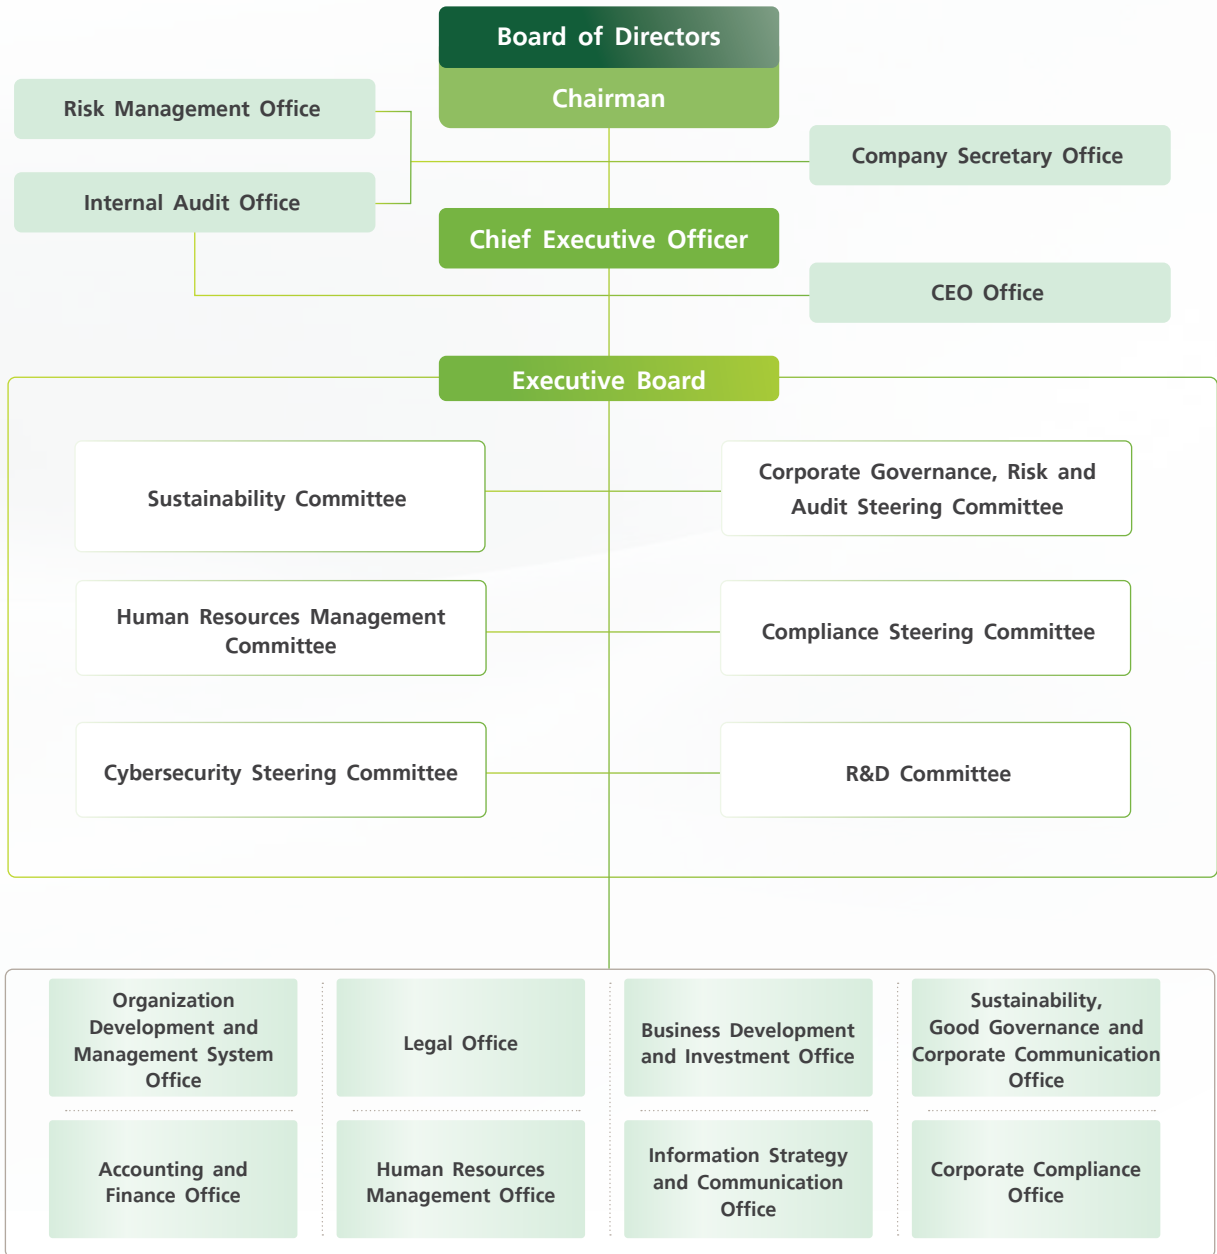 Board of Directors
Chairman
Risk Management Office
Company Secretary Office
Internal Audit Office
Chief Executive Officer
CEO Office
Executive Board
Sustainability Committee
Corporate Governance, Risk and
Audit Steering Committee
Human Resources Management
Committee
Compliance Steering Committee
Cybersecurity Steering Committee
R&D Committee
Organization
Development and
Management System
Office
Legal Office
Business Development
and Investment Office
Sustainability,
Good Governance and
Corporate Communication
Office
Accounting and
Finance Office
Human Resources
Management Office
Information Strategy
and Communication
Office
Corporate Compliance
Office